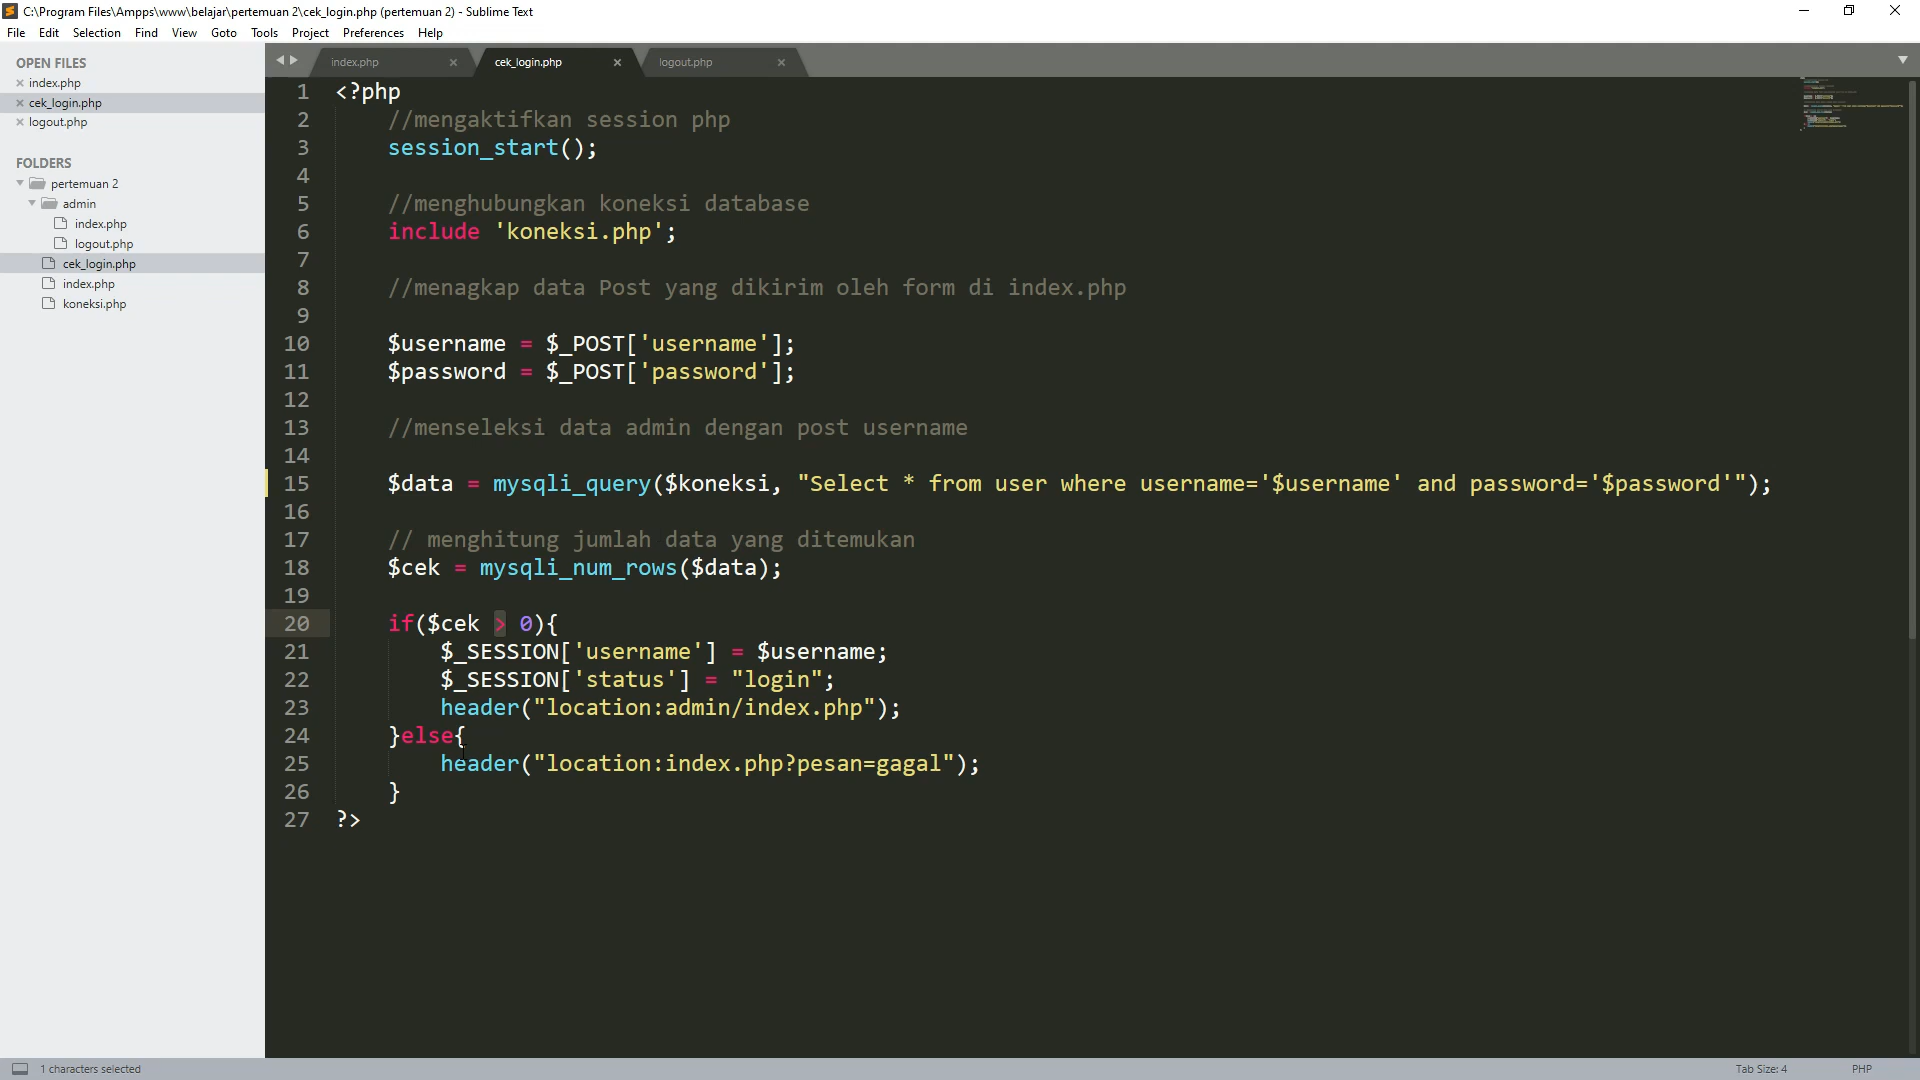 C:\Program Files\Ampps\www\belajar\pertemuan 2\cek_login.php (pertemuan 2) - Sublime Text
File Edit Selection Find View Goto Tools Project Preferences Help
OPEN FILES
index.php
cek_login.php
logout.php
FOLDERS
pertemuan 2
admin
index.php
logout.php
cek_login.php
index.php
koneksi.php
index.php cek_login.php logout.php
1 <?php
2 //mengaktifkan session php
3 session_start();
4
5 //menghubungkan koneksi database
6 include 'koneksi.php';
7
8 //menagkap data Post yang dikirim oleh form di index.php
9
10 $username = $_POST['username'];
11 $password = $_POST['password'];
12
13 //menseleksi data admin dengan post username
14
15 $data = mysqli_query($koneksi, "Select * from user where username='$username' and password='$password'");
16
17 // menghitung jumlah data yang ditemukan
18 $cek = mysqli_num_rows($data);
19
20 if($cek > 0){
21 $_SESSION['username'] = $username;
22 $_SESSION['status'] = "login";
23 header("location:admin/index.php");
24 }else{
25 header("location:index.php?pesan=gagal");
26 }
27 ?>
1 characters selected
Tab Size: 4
PHP